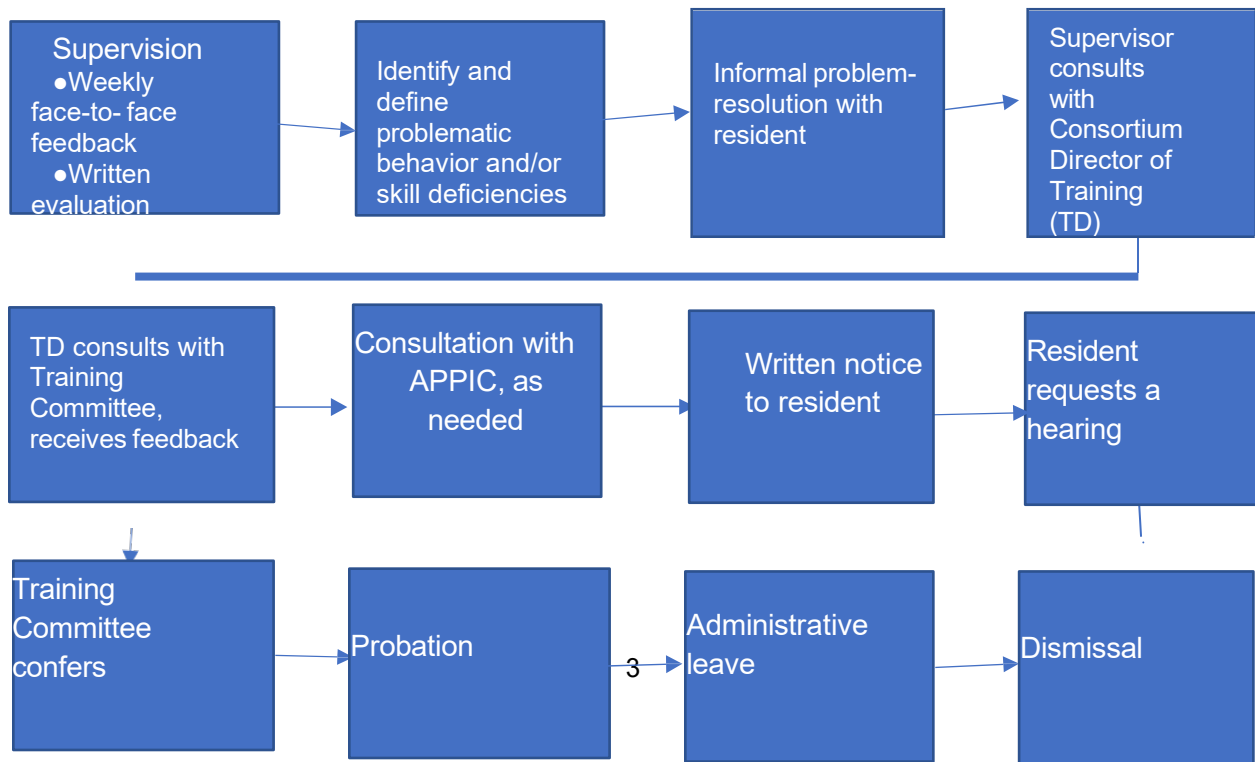 Supervision
●Weekly
face-to- face
feedback
●Written
evaluation
Identify and
define
problematic
behavior and/or
skill deficiencies
Informal problem-
resolution with
resident
Supervisor
consults
with
Consortium
Director of
Training
(TD)
TD consults with
Training
Committee,
receives feedback
Consultation with
APPIC, as
needed
Written notice
to resident
Resident
requests a
hearing
Training
Committee
confers
Probation
3
Administrative
leave
Dismissal